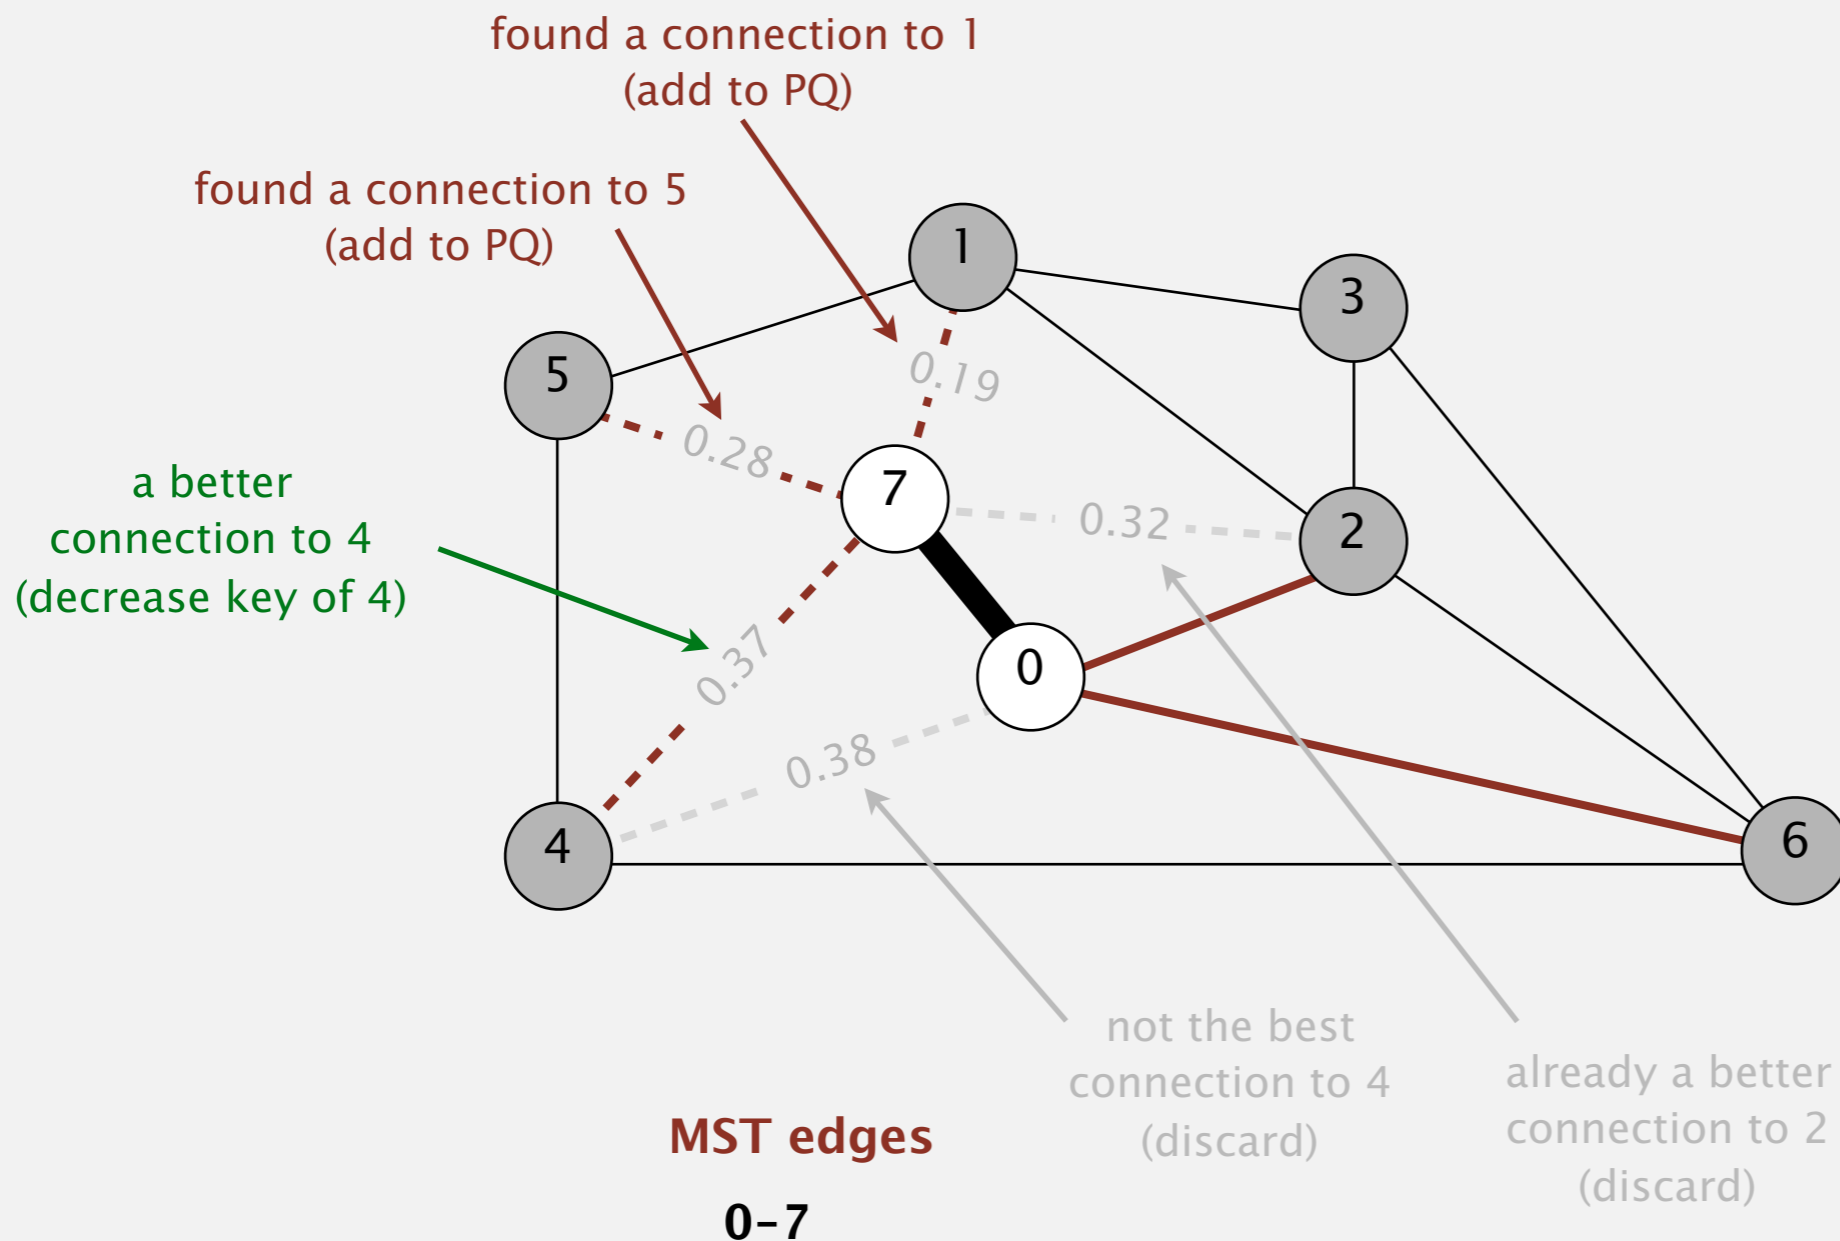 found a connection to 1
(add to PQ)
found a connection to 5
(add to PQ)
1
3
5
0.19
0.28
a better
connection to 4
(decrease key of 4)
7
0.32
2
0.37
0
0.38
4
6
not the best
connection to 4
(discard)
already a better
connection to 2
(discard)
MST edges
0–7